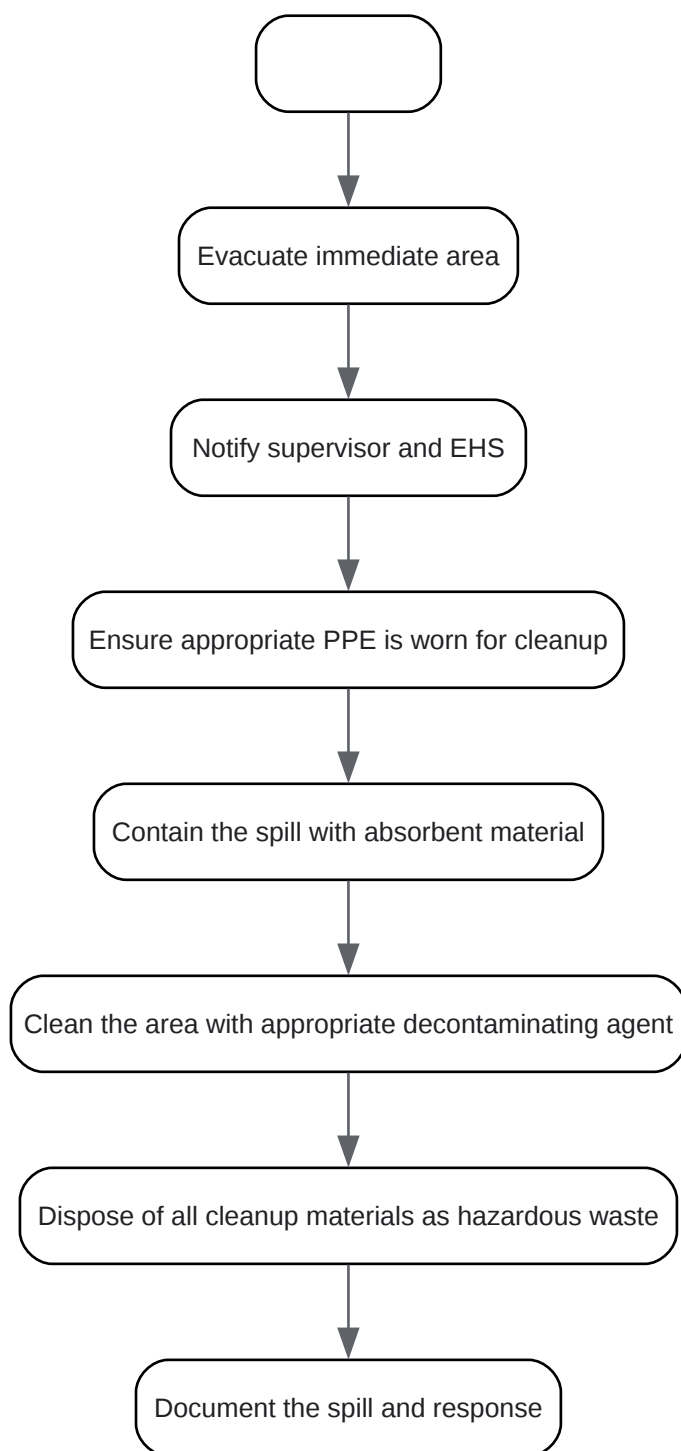 Evacuate immediate area
Notify supervisor and EHS
Ensure appropriate PPE is worn for cleanup
Contain the spill with absorbent material
Clean the area with appropriate decontaminating agent
Dispose of all cleanup materials as hazardous waste
Document the spill and response